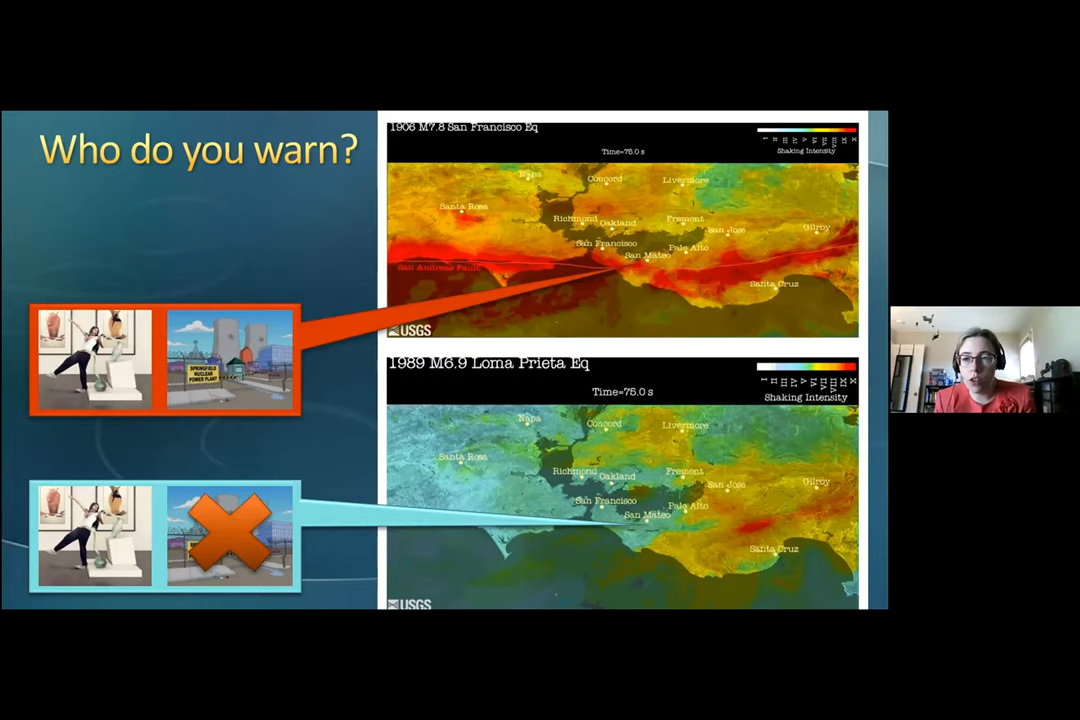 Who do you warn?
1906 M7.8 San Francisco Eq
Time=75.0 s
Shaking Intensity
Napa
Concord
Livermore
Santa Rosa
Richmond
Oakland
Fremont
San Jose
Gilroy
San Francisco
Palo Alto
San Mateo
San Andreas Fault
Santa Cruz
USGS
SPRINGFIELD
NUCLEAR
POWER PLANT
1989 M6.9 Loma Prieta Eq
Time=75.0 s
Shaking Intensity
Napa
Concord
Livermore
Santa Rosa
Richmond
Oakland
Fremont
San Jose
Gilroy
San Francisco
Palo Alto
San Mateo
Santa Cruz
USGS